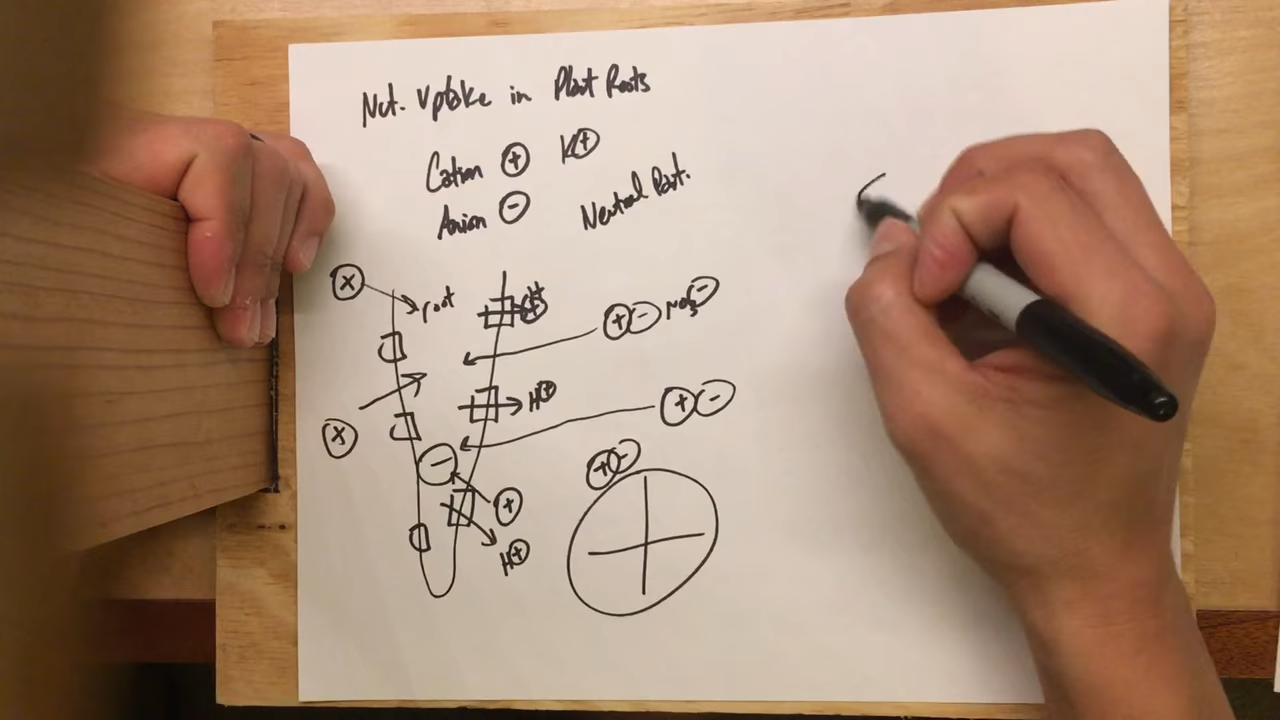 Nut. Uptake in Plant Roots
Cation + K+
Anion -
Neutral Part.
X
root
H+
+ - NO3-
X
H+
+ -
-
+
H+
+ -
+